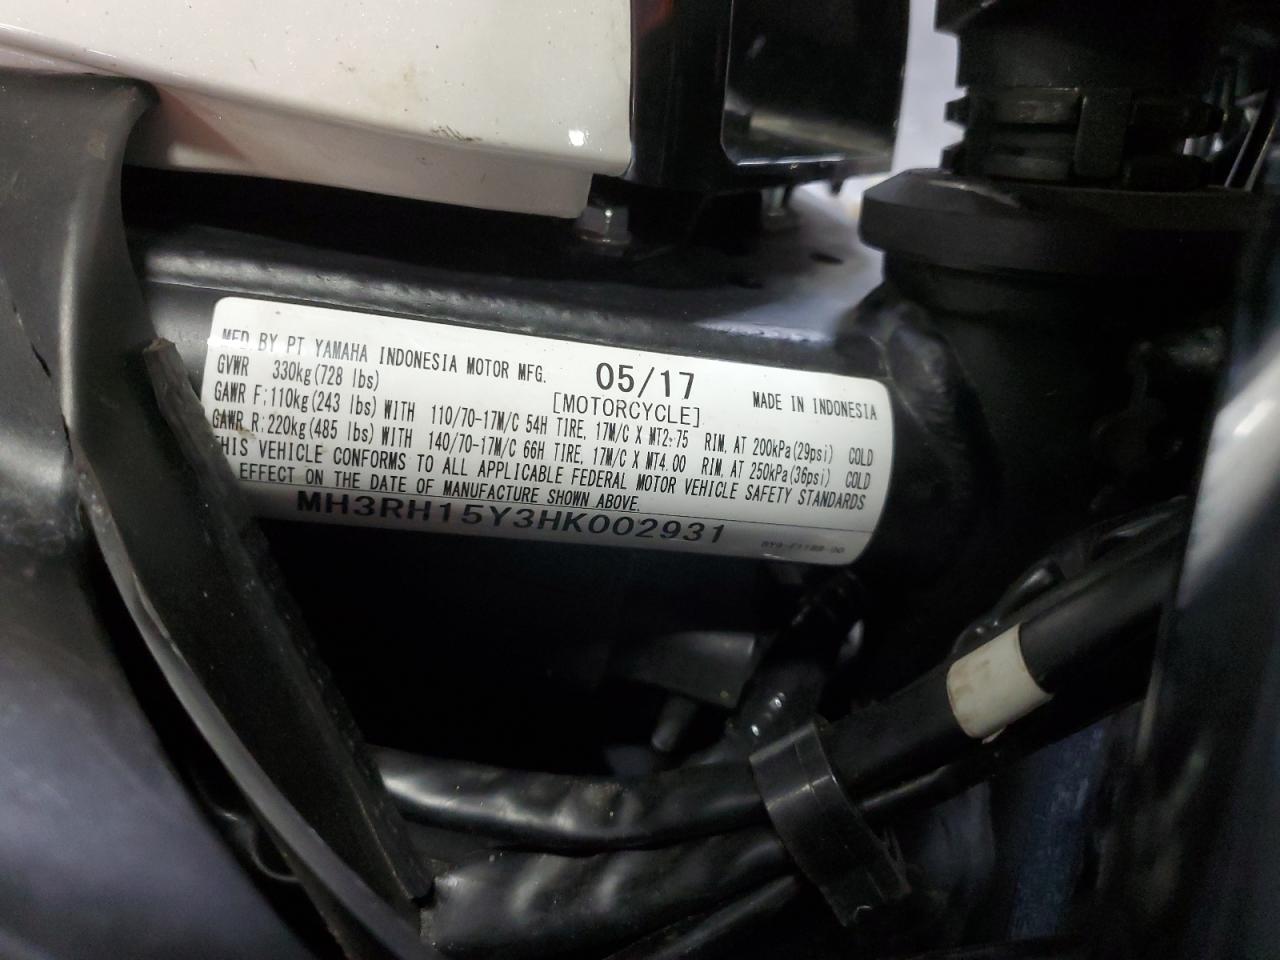 MFD BY PT YAMAHA INDONESIA MOTOR MFG. 05/17 MADE IN INDONESIA
GVWR 330kg(728 lbs) [MOTORCYCLE]
GAWR F:110kg(243 lbs)WITH 110/70-17M/C 54H TIRE, 17M/C X MT2.75 RIM, AT 200kPa(29psi) COLD
GAWR R:220kg(485 lbs)WITH 140/70-17M/C 66H TIRE, 17M/C X MT4.00 RIM, AT 250kPa(36psi) COLD
THIS VEHICLE CONFORMS TO ALL APPLICABLE FEDERAL MOTOR VEHICLE SAFETY STANDARDS
EFFECT ON THE DATE OF MANUFACTURE SHOWN ABOVE.
MH3RH15Y3HK002931